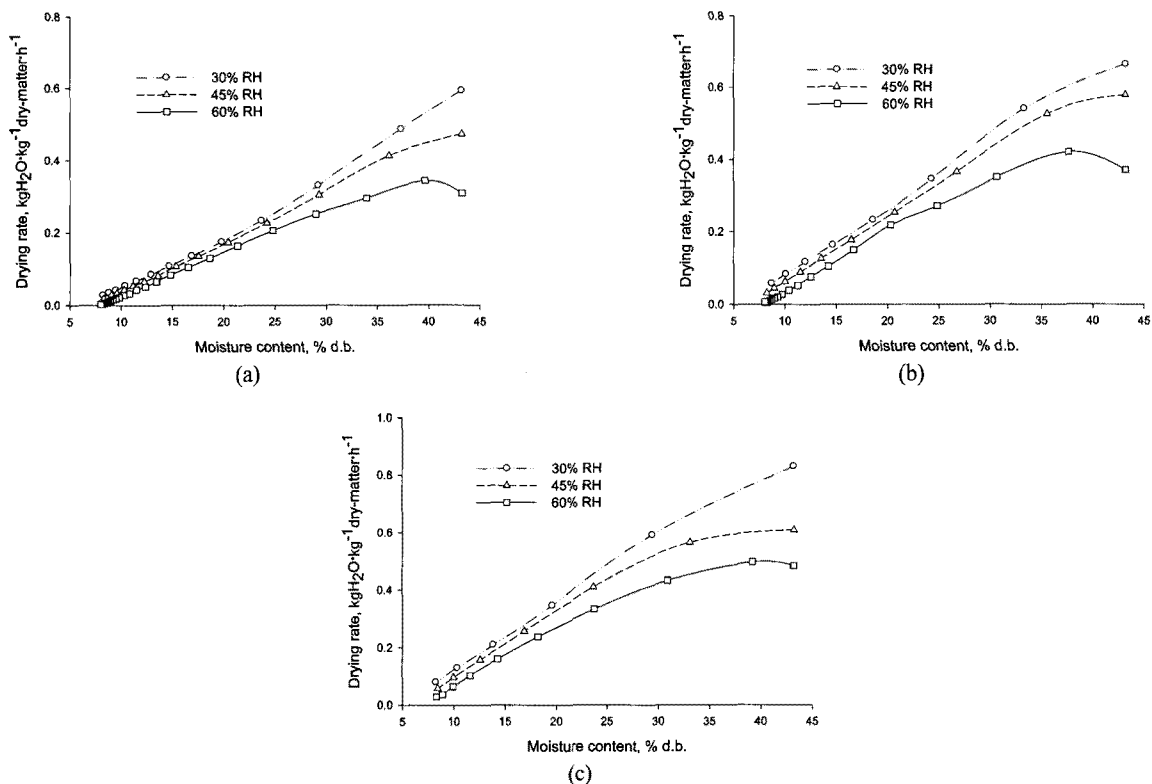 Drying rate, kgH₂O·kg⁻¹dry-matter·h⁻¹
0.8
0.6
0.4
0.2
0.0
30% RH
45% RH
60% RH
5 10 15 20 25 30 35 40 45
Moisture content, % d.b.
(a)
Drying rate, kgH₂O·kg⁻¹dry-matter·h⁻¹
0.8
0.6
0.4
0.2
0.0
30% RH
45% RH
60% RH
5 10 15 20 25 30 35 40 45
Moisture content, % d.b.
(b)
Drying rate, kgH₂O·kg⁻¹dry-matter·h⁻¹
1.0
0.8
0.6
0.4
0.2
0.0
30% RH
45% RH
60% RH
5 10 15 20 25 30 35 40 45
Moisture content, % d.b.
(c)